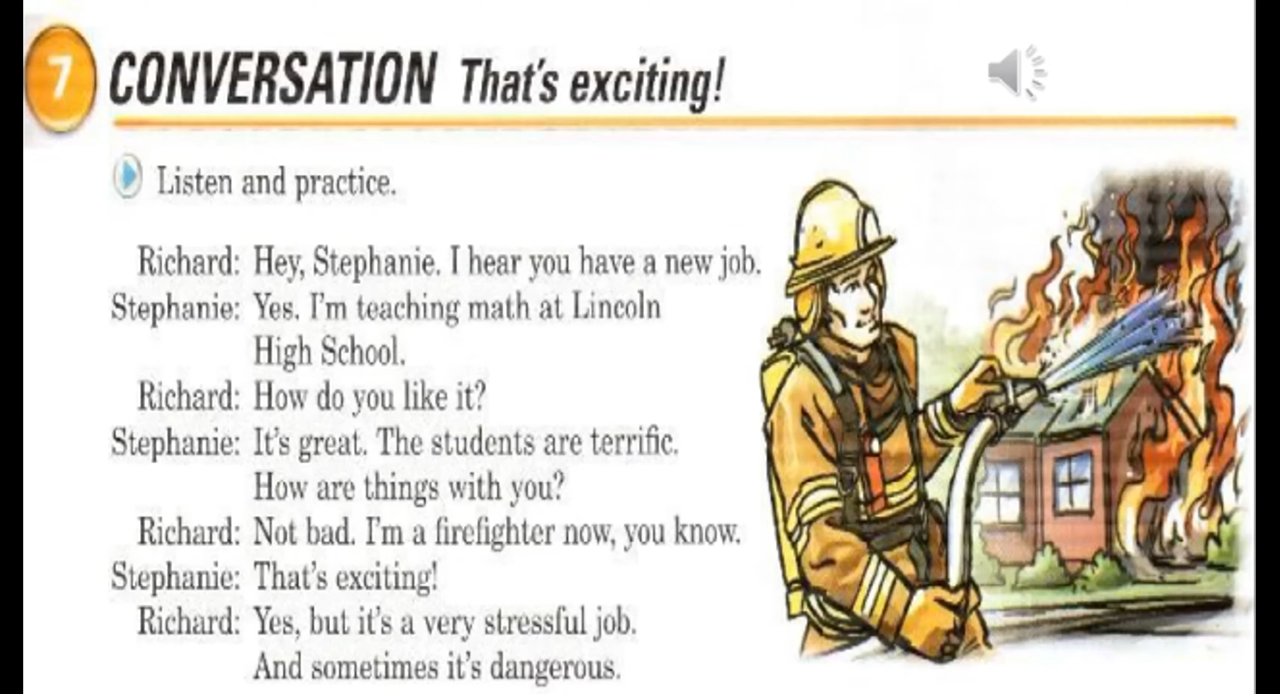 7 CONVERSATION That's exciting!
Listen and practice.
Richard: Hey, Stephanie. I hear you have a new job.
Stephanie: Yes. I'm teaching math at Lincoln
High School.
Richard: How do you like it?
Stephanie: It's great. The students are terrific.
How are things with you?
Richard: Not bad. I'm a firefighter now, you know.
Stephanie: That's exciting!
Richard: Yes, but it's a very stressful job.
And sometimes it's dangerous.